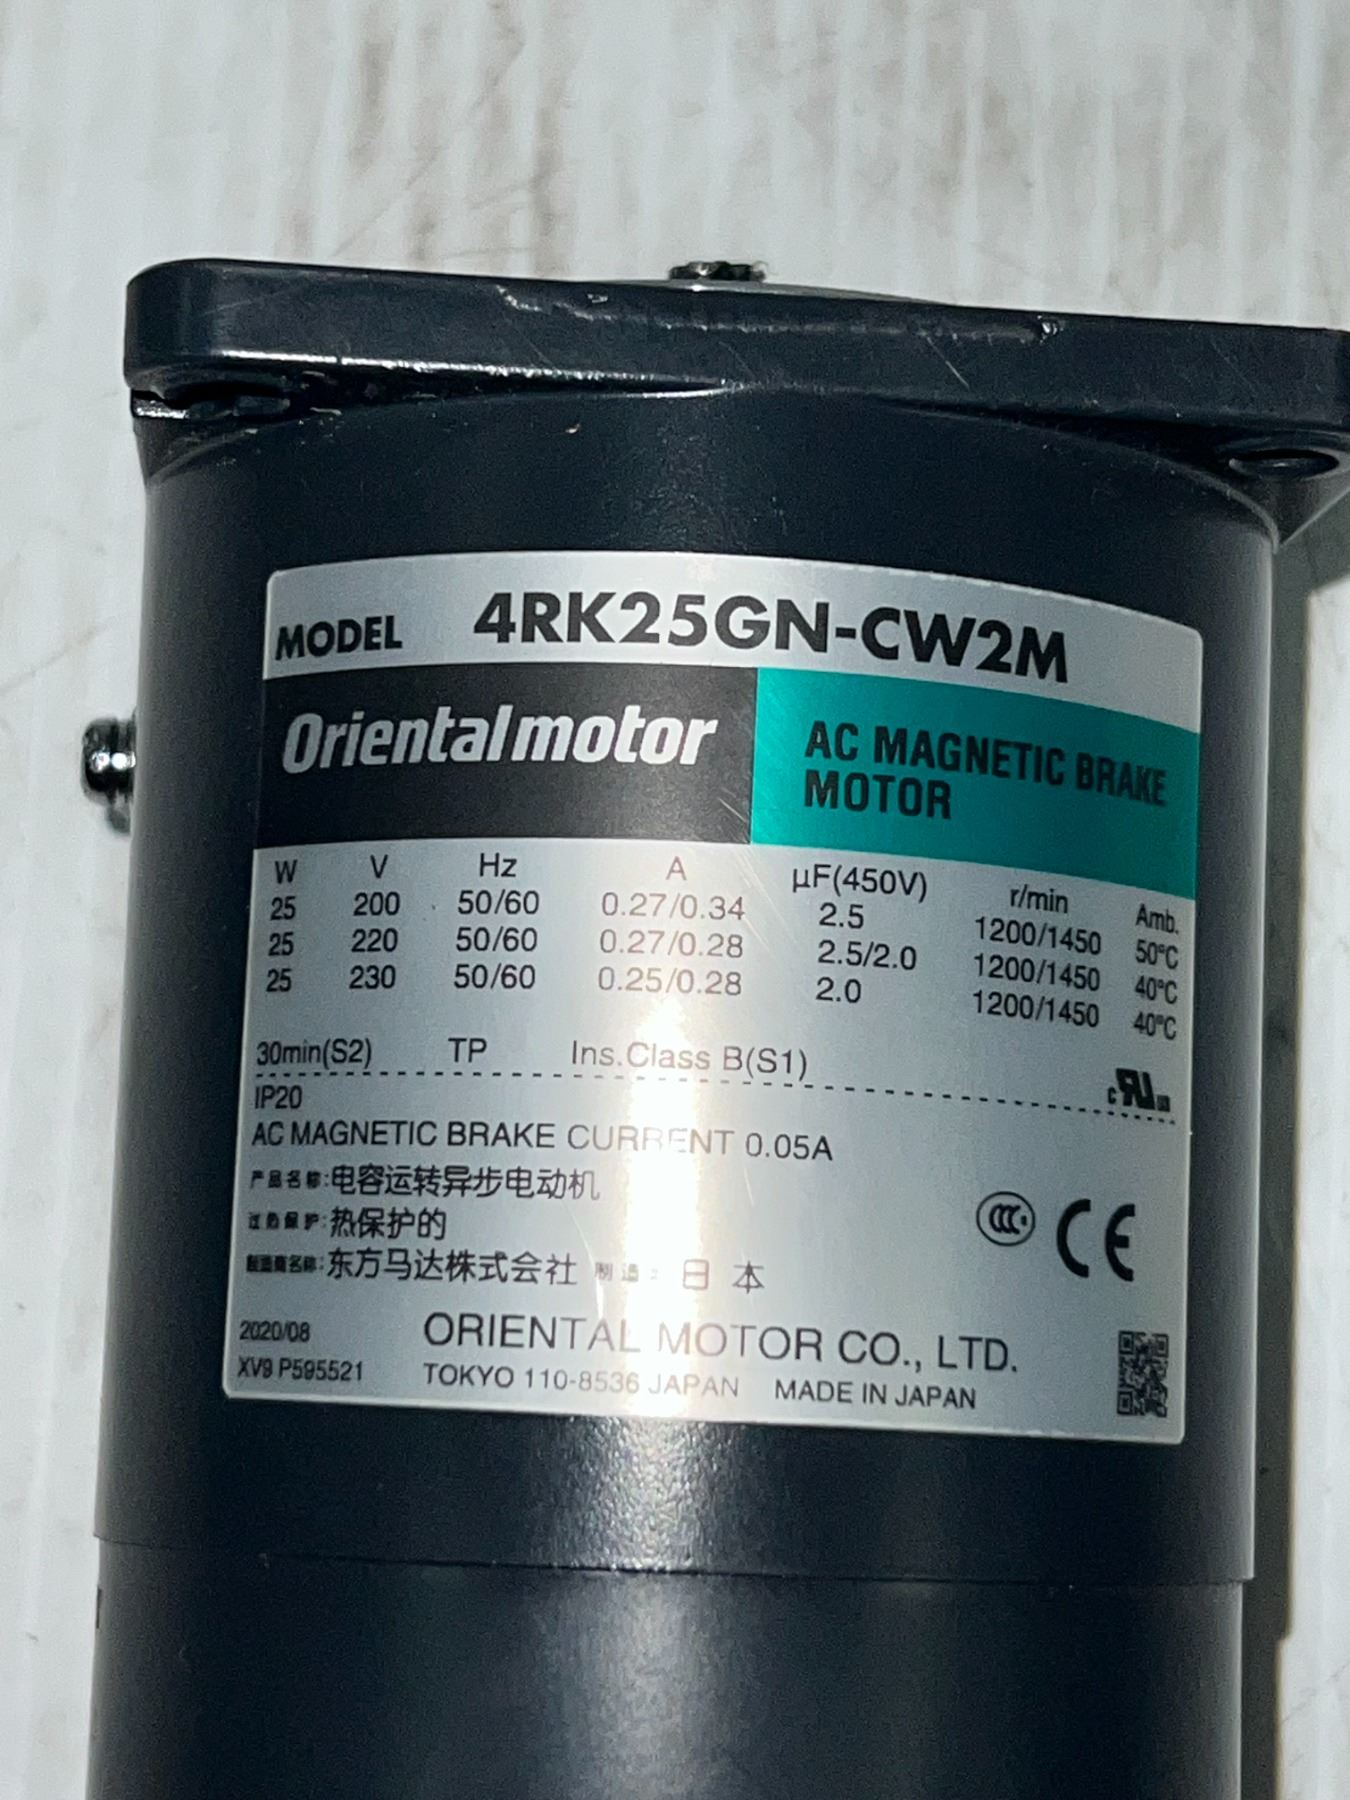 MODEL 4RK25GN-CW2M
Orientalmotor
AC MAGNETIC BRAKE
MOTOR
W V Hz A µF(450V) r/min Amb.
25 200 50/60 0.27/0.34 2.5 1200/1450 50°C
25 220 50/60 0.27/0.28 2.5/2.0 1200/1450 40°C
25 230 50/60 0.25/0.28 2.0 1200/1450 40°C
30min(S2) TP Ins.Class B(S1)
c RU us
IP20
AC MAGNETIC BRAKE CURRENT 0.05A
产品名称:电容运转异步电动机
过热保护:热保护的
制造商名称:东方马达株式会社 制造 日本
CCC CE
2020/08 ORIENTAL MOTOR CO., LTD.
XV9 P595521 TOKYO 110-8536 JAPAN MADE IN JAPAN